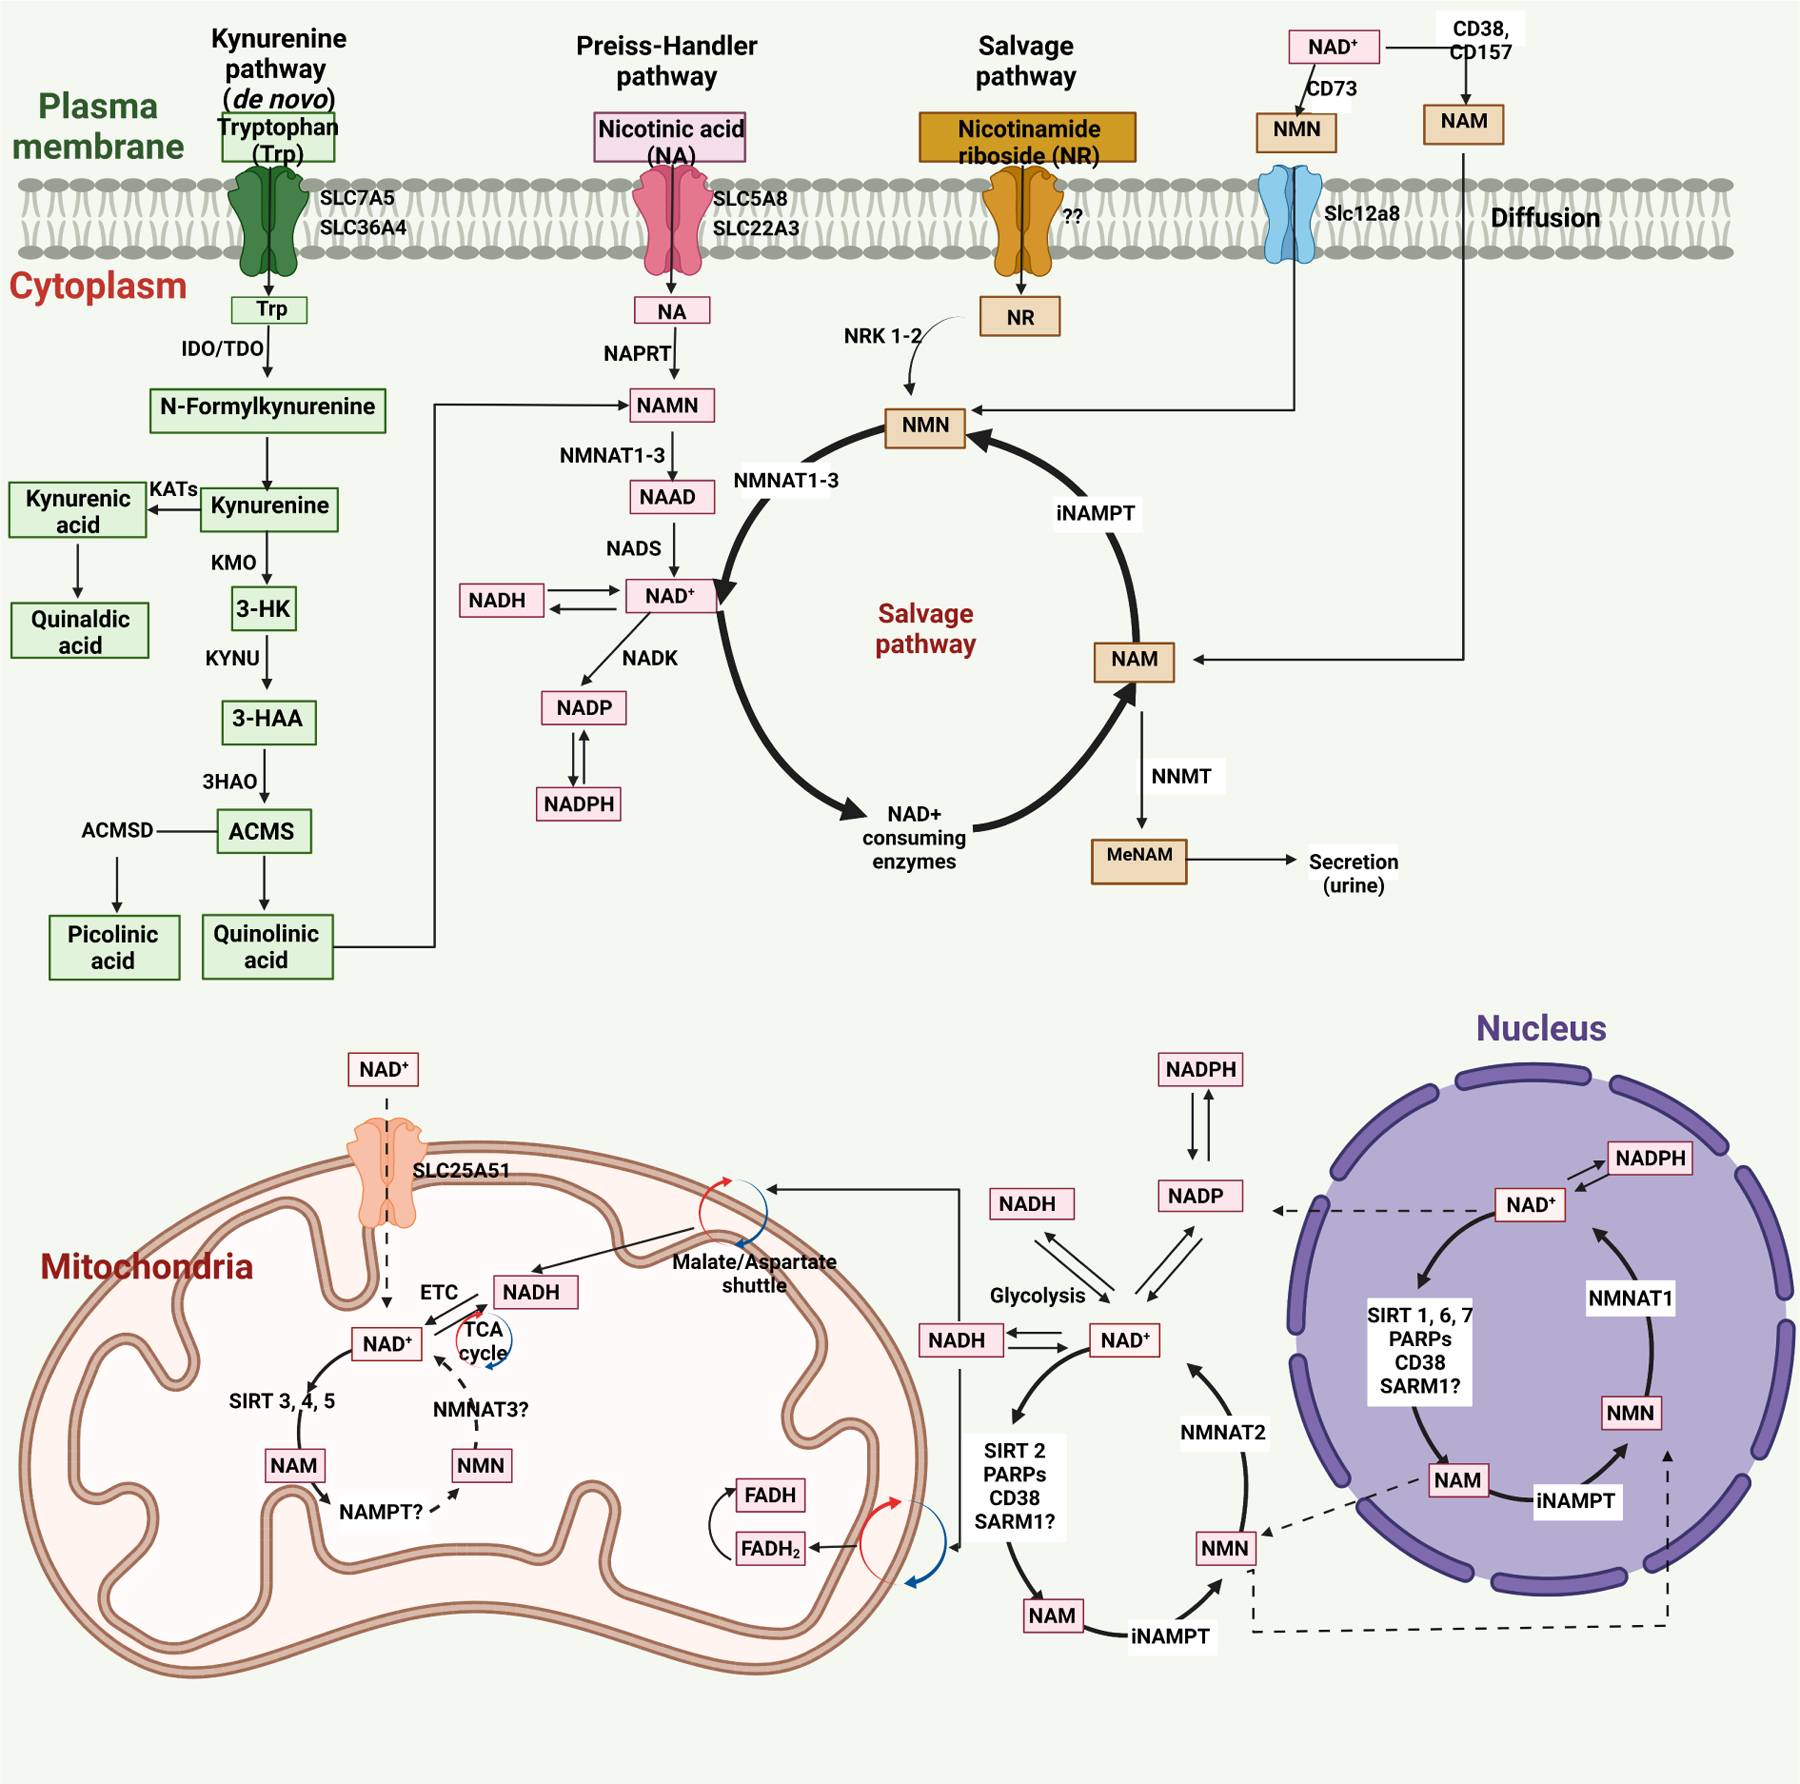 Kynurenine
pathway
(de novo)
Preiss-Handler
pathway
Salvage
pathway
NAD⁺
CD38,
CD157
CD73
Plasma
membrane
Tryptophan
(Trp)
Nicotinic acid
(NA)
Nicotinamide
riboside (NR)
NMN
NAM
SLC7A5
SLC36A4
SLC5A8
SLC22A3
??
Slc12a8
Diffusion
Cytoplasm
Trp
NA
NR
IDO/TDO
NAPRT
NRK 1-2
N-Formylkynurenine
NAMN
NMN
NMNAT1-3
NMNAT1-3
iNAMPT
Kynurenic
acid
KATs
Kynurenine
NAAD
KMO
NADS
Quinaldic
acid
3-HK
NADH
NAD⁺
Salvage
pathway
KYNU
NADK
NAM
3-HAA
NADP
3HAO
NADPH
NNMT
ACMSD
ACMS
NAD+
consuming
enzymes
MeNAM
Secretion
(urine)
Picolinic
acid
Quinolinic
acid
Nucleus
NAD⁺
NADPH
SLC25A51
NADPH
NADH
NADP
NAD⁺
Mitochondria
Malate/Aspartate
shuttle
ETC
NADH
Glycolysis
NMNAT1
SIRT 1, 6, 7
PARPs
CD38
SARM1?
NAD⁺
TCA
cycle
NADH
NAD⁺
SIRT 3, 4, 5
NMNAT3?
NMN
NMNAT2
SIRT 2
PARPs
CD38
SARM1?
NAM
NMN
NAM
FADH
iNAMPT
NAMPT?
FADH₂
NMN
NAM
iNAMPT